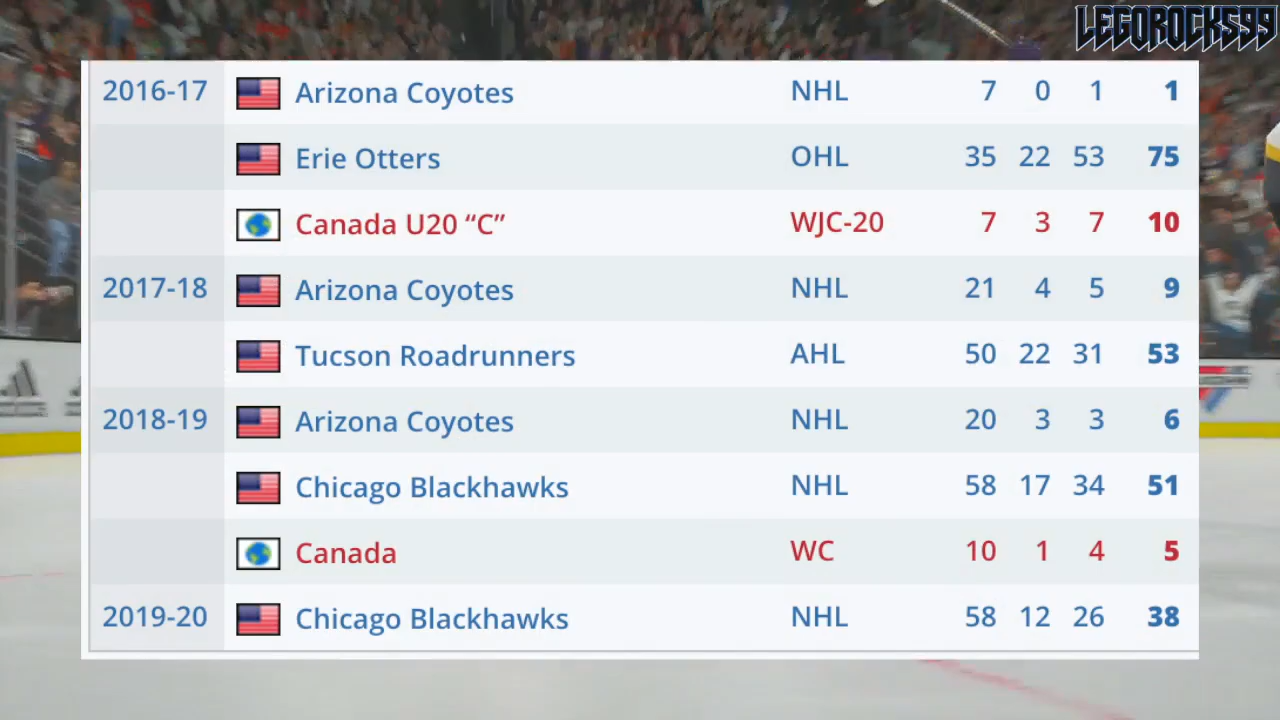 LEGOROCKS99
2016-17 Arizona Coyotes NHL 7 0 1 1
Erie Otters OHL 35 22 53 75
Canada U20 “C” WJC-20 7 3 7 10
2017-18 Arizona Coyotes NHL 21 4 5 9
Tucson Roadrunners AHL 50 22 31 53
2018-19 Arizona Coyotes NHL 20 3 3 6
Chicago Blackhawks NHL 58 17 34 51
Canada WC 10 1 4 5
2019-20 Chicago Blackhawks NHL 58 12 26 38